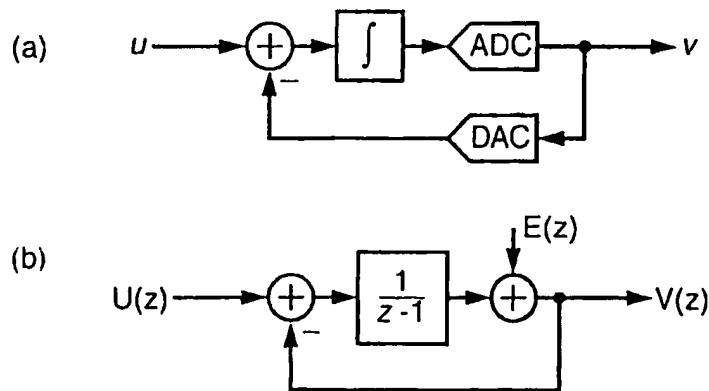 (a)
u
+
∫
ADC
v
−
DAC
(b)
E(z)
U(z)
+
1
z-1
+
V(z)
−